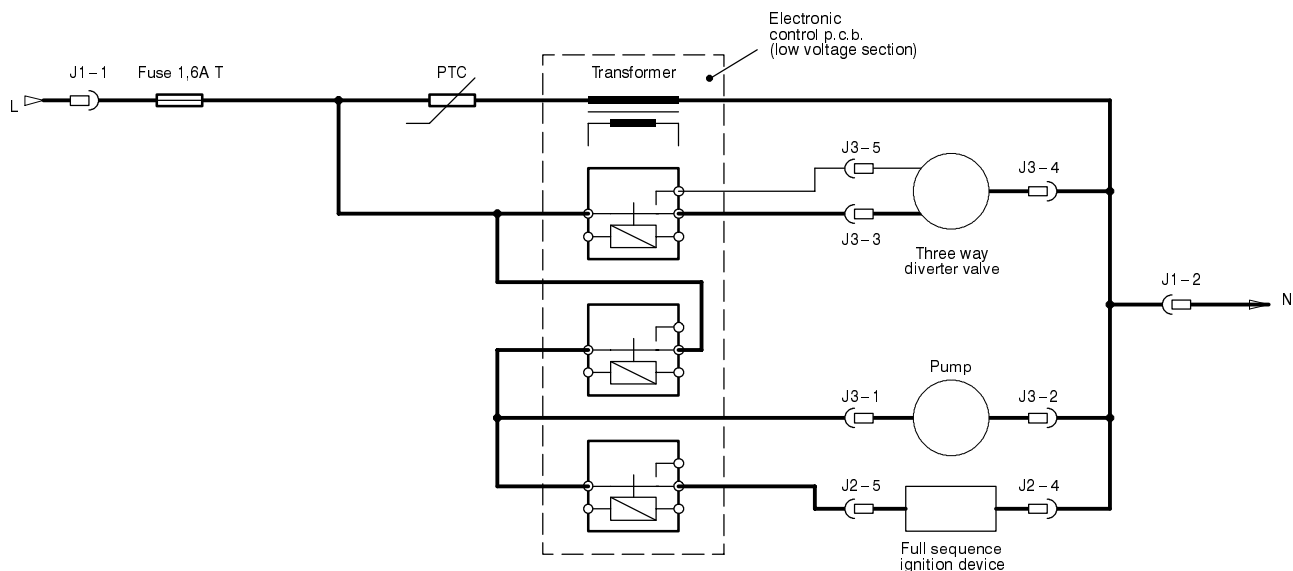 Electronic
control p.c.b.
(low voltage section)
J1-1
Fuse 1,6A T
PTC
Transformer
L
J3-5
J3-4
J3-3
Three way
diverter valve
J1-2
N
Pump
J3-1
J3-2
J2-5
J2-4
Full sequence
ignition device